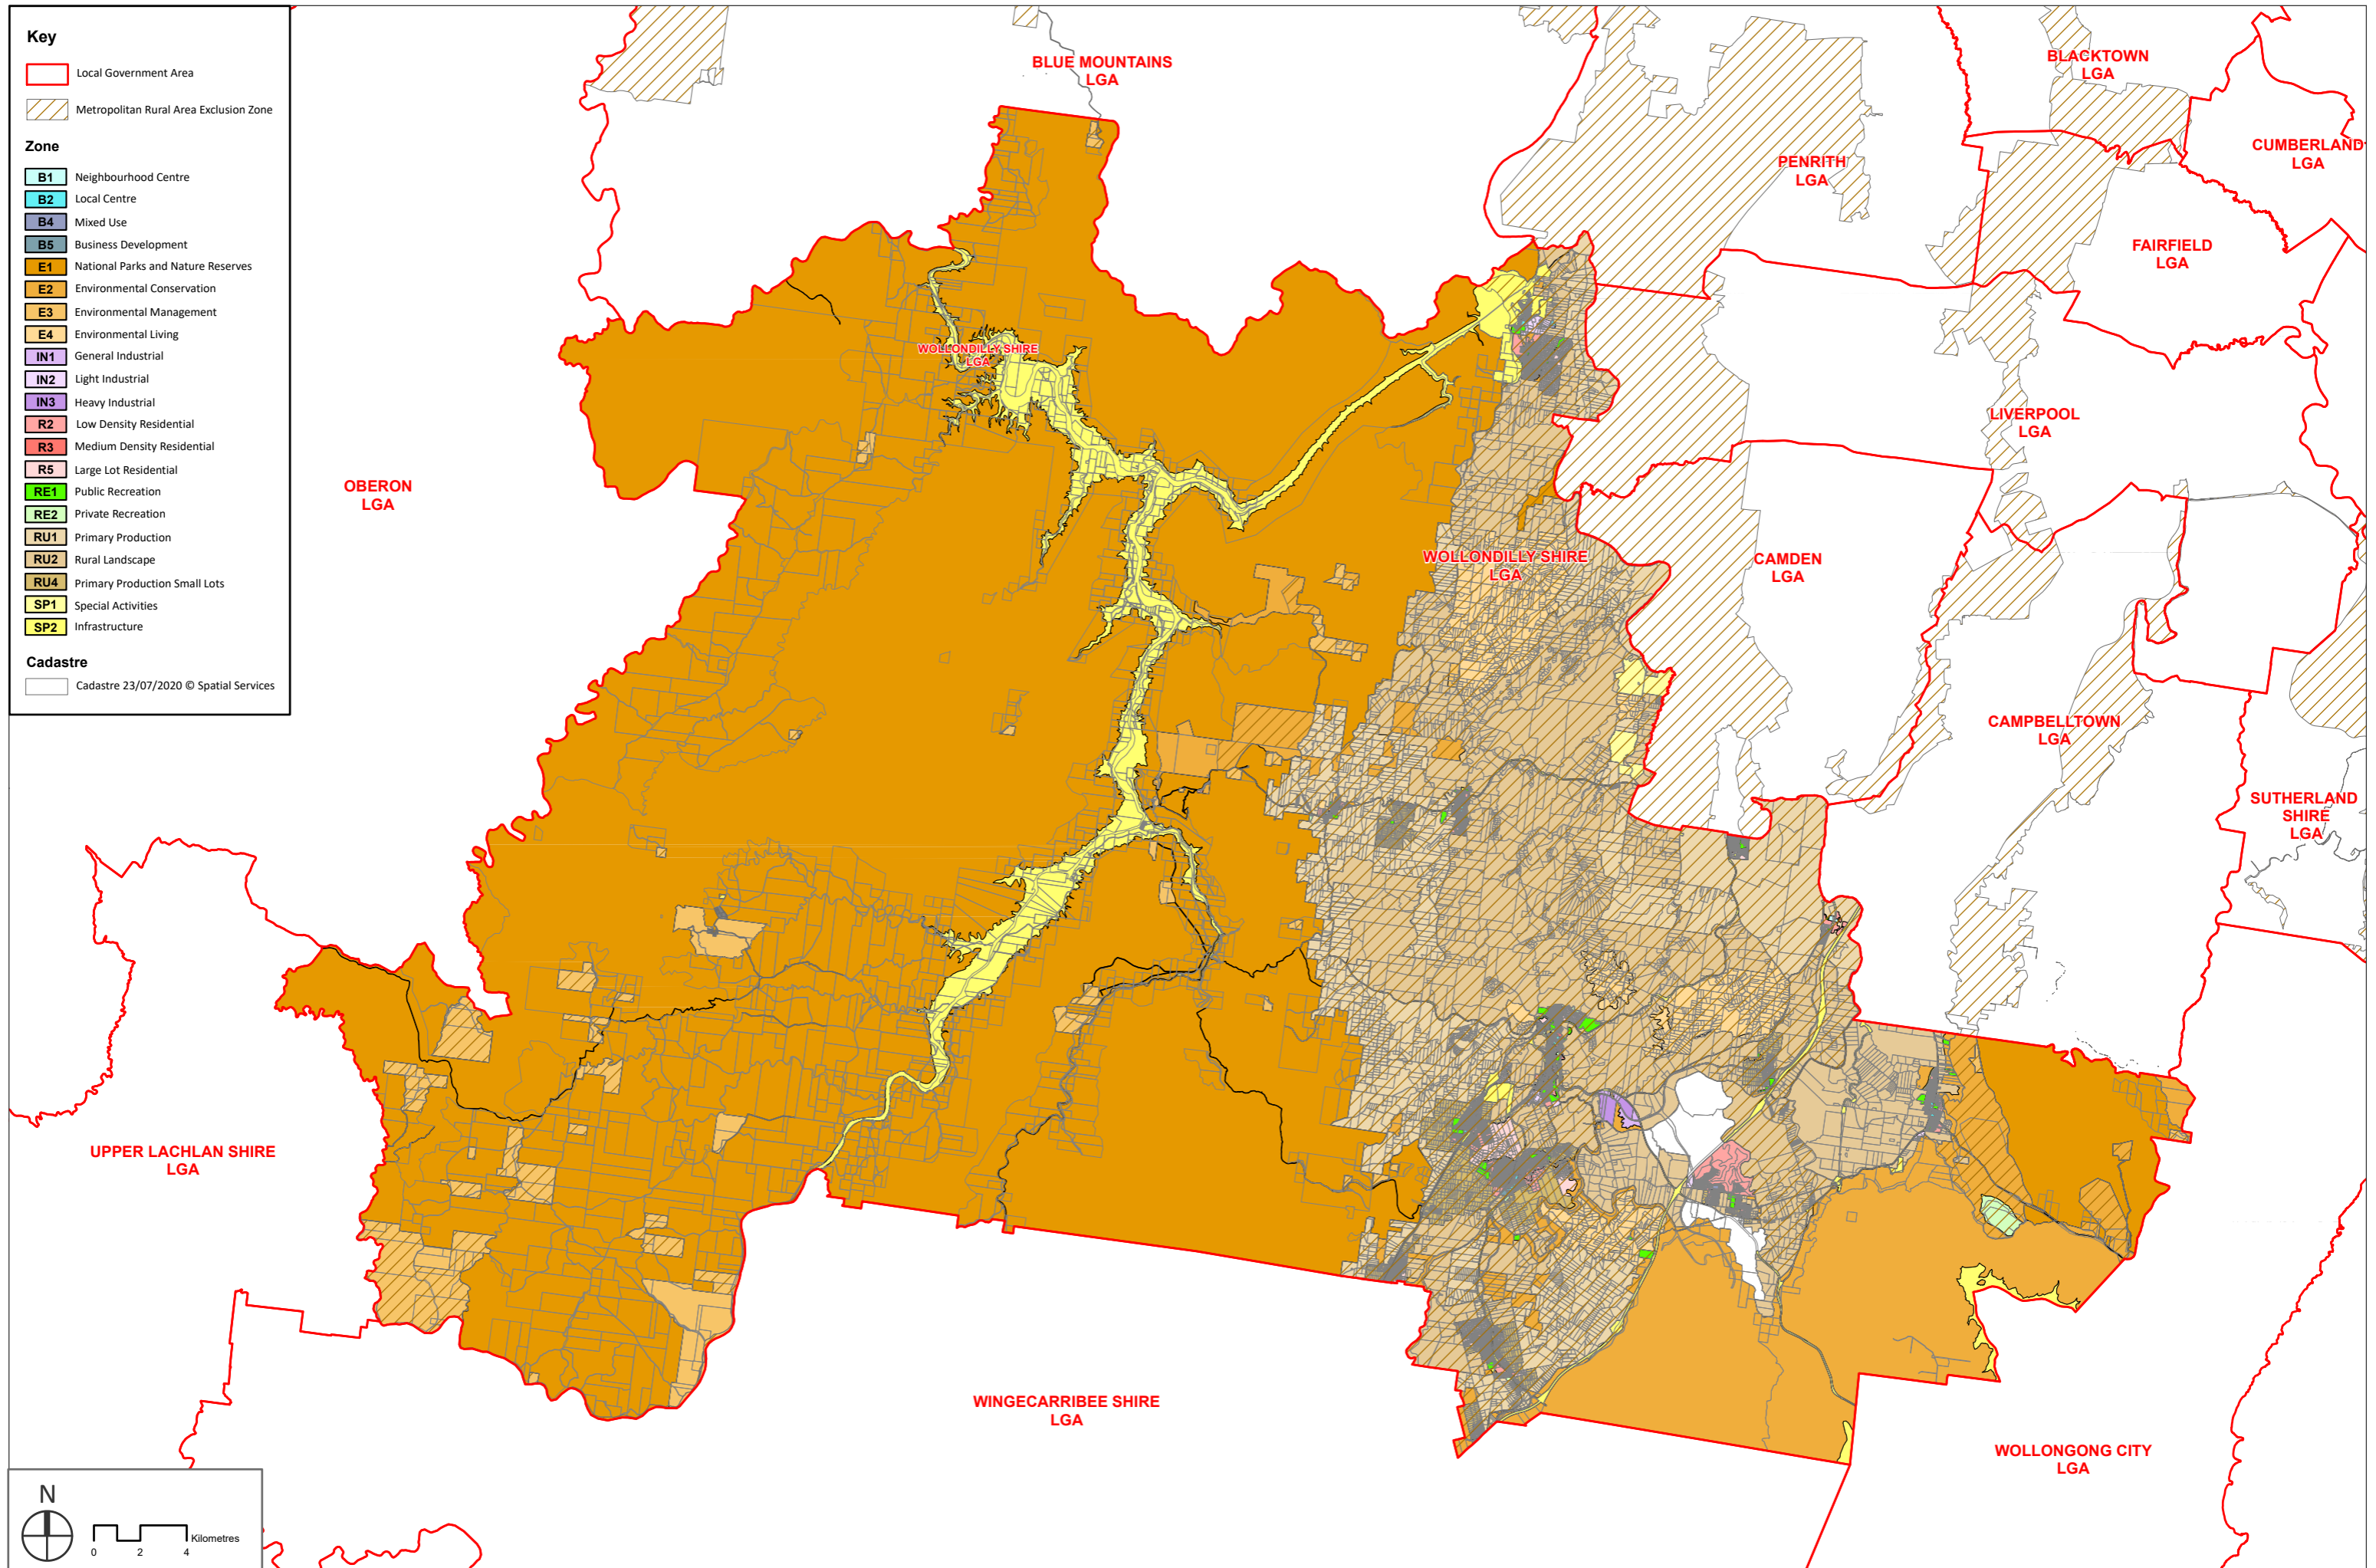 Key
Local Government Area
Metropolitan Rural Area Exclusion Zone
Zone
B1 Neighbourhood Centre
B2 Local Centre
B4 Mixed Use
B5 Business Development
E1 National Parks and Nature Reserves
E2 Environmental Conservation
E3 Environmental Management
E4 Environmental Living
IN1 General Industrial
IN2 Light Industrial
IN3 Heavy Industrial
R2 Low Density Residential
R3 Medium Density Residential
R5 Large Lot Residential
RE1 Public Recreation
RE2 Private Recreation
RU1 Primary Production
RU2 Rural Landscape
RU4 Primary Production Small Lots
SP1 Special Activities
SP2 Infrastructure
Cadastre
Cadastre 23/07/2020 © Spatial Services
BLUE MOUNTAINS
LGA
BLACKTOWN
LGA
CUMBERLAND
LGA
PENRITH
LGA
FAIRFIELD
LGA
WOLLONDILLY SHIRE
LGA
LIVERPOOL
LGA
OBERON
LGA
WOLLONDILLY SHIRE
LGA
CAMDEN
LGA
CAMPBELLTOWN
LGA
SUTHERLAND
SHIRE
LGA
UPPER LACHLAN SHIRE
LGA
WINGECARRIBEE SHIRE
LGA
WOLLONGONG CITY
LGA
N
Kilometres
0 2 4